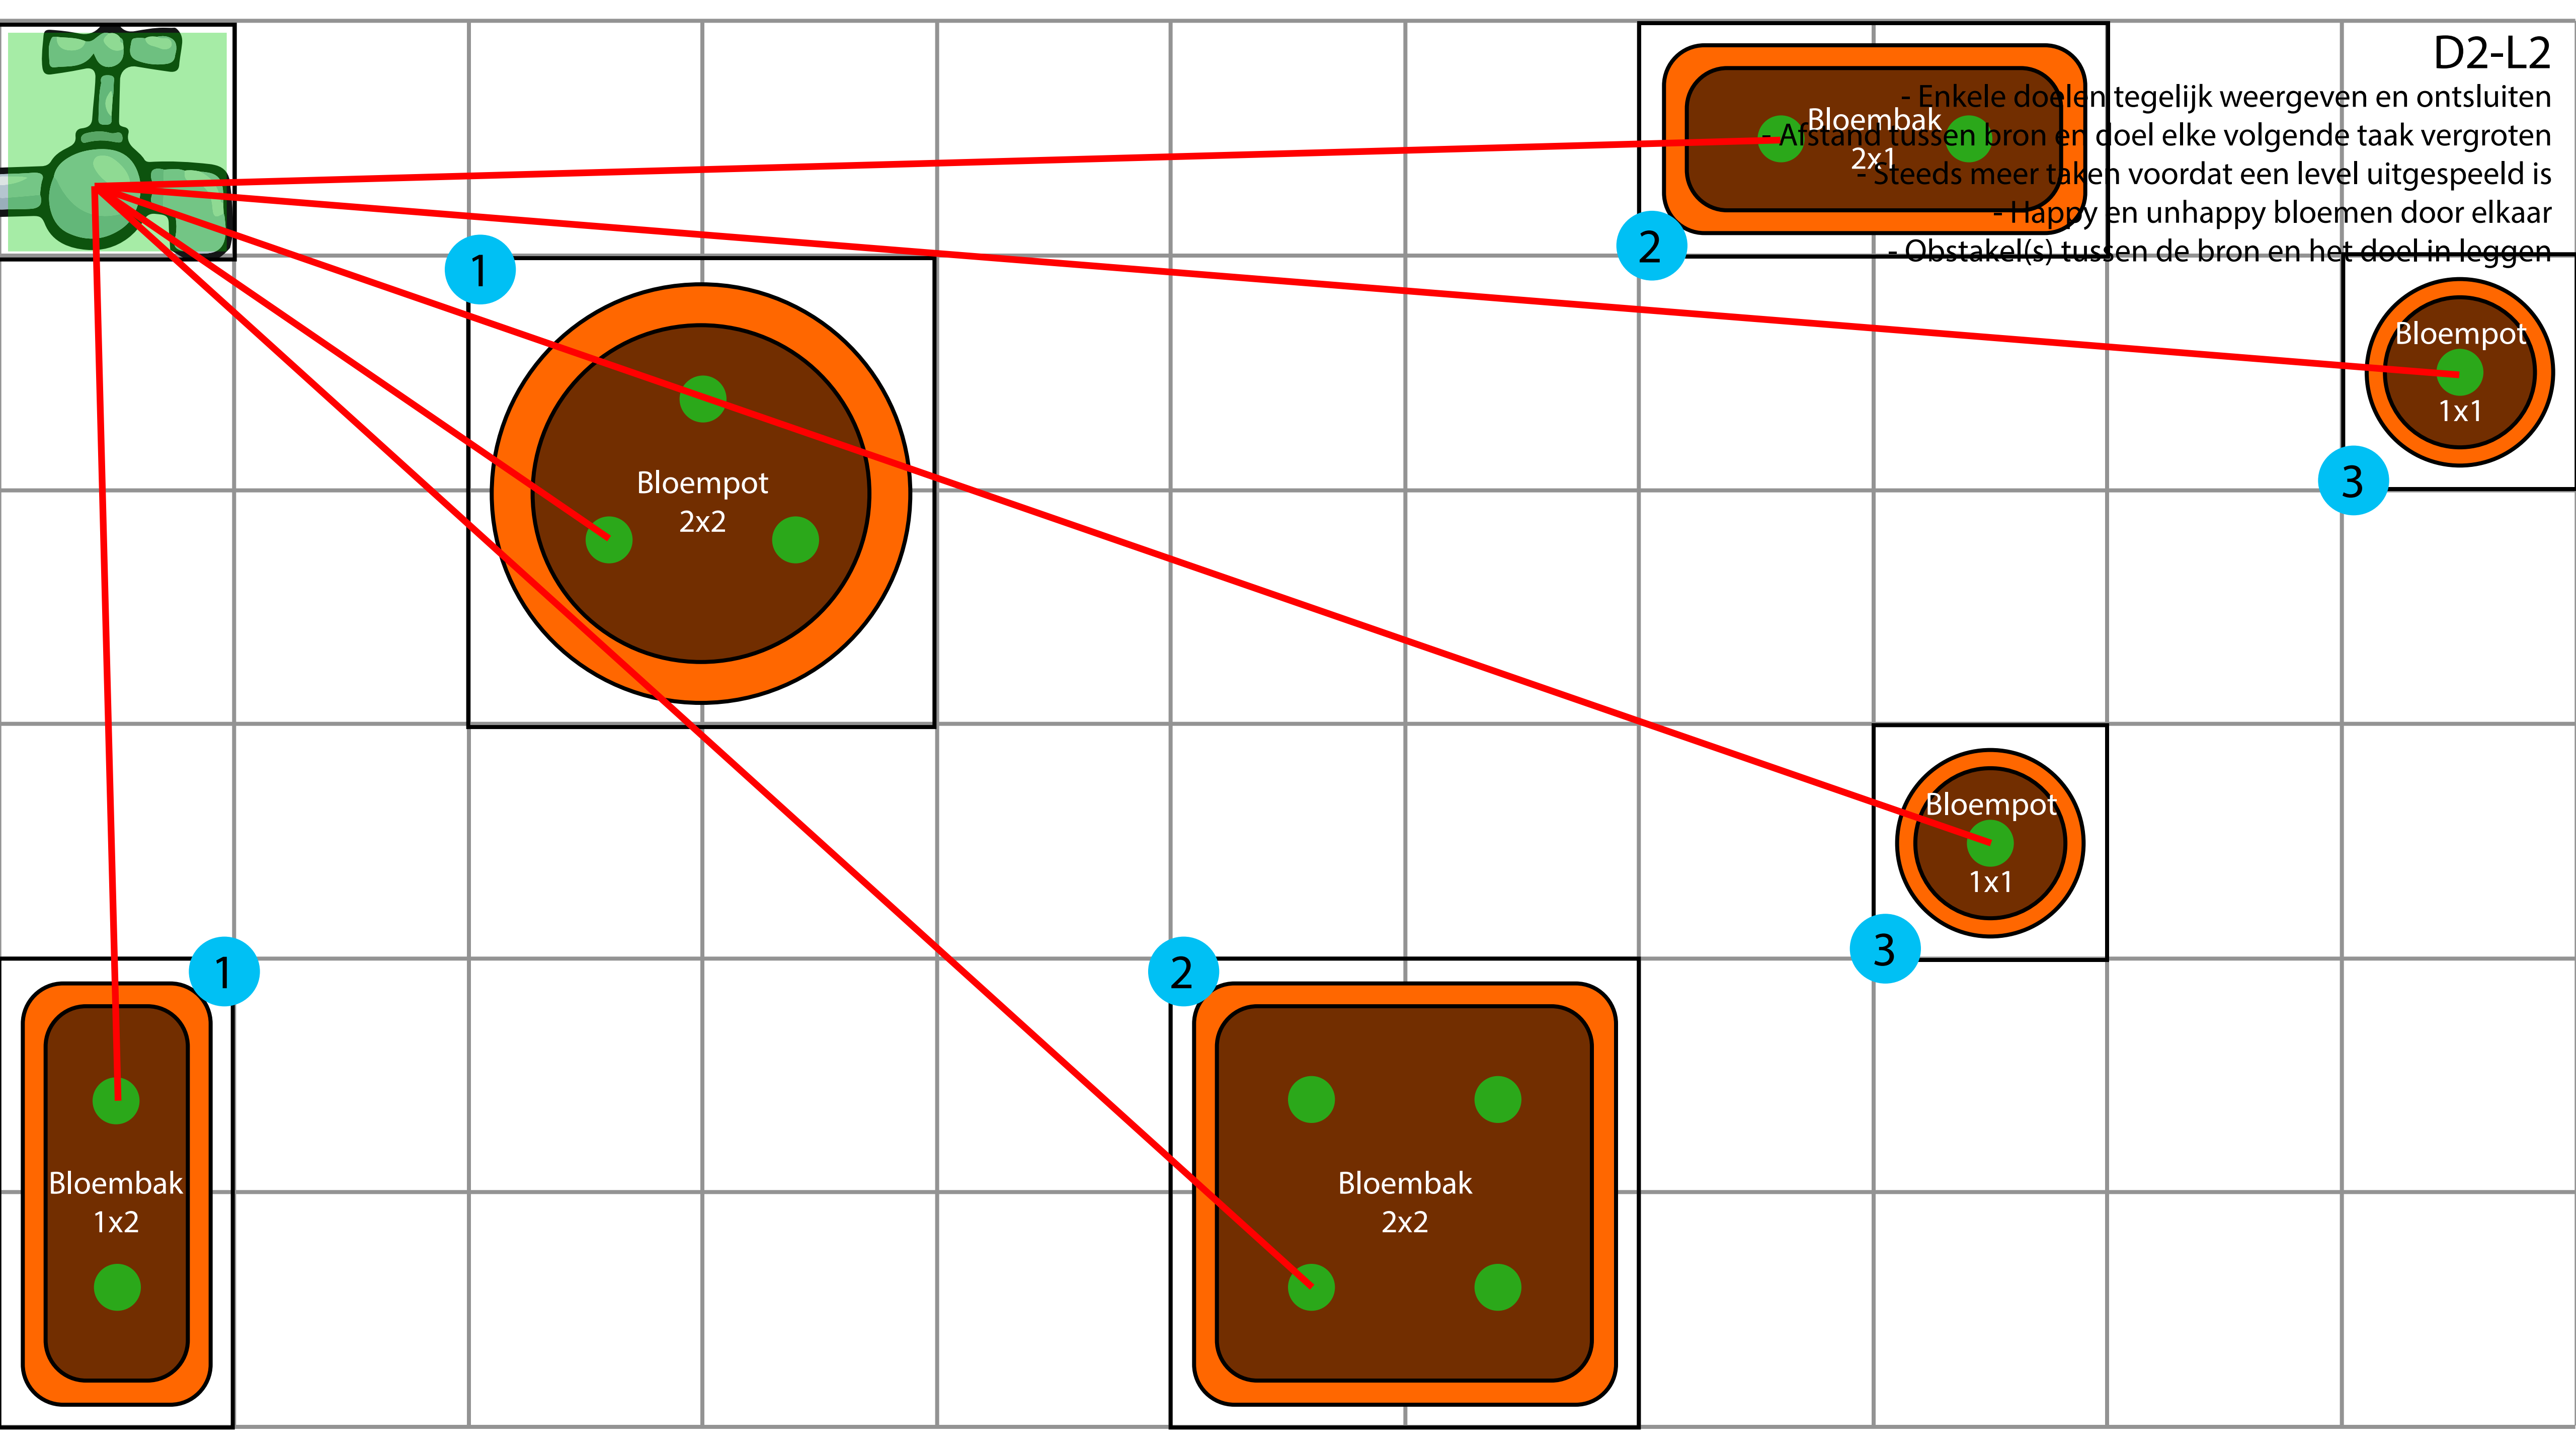 D2-L2
- Enkele doelen tegelijk weergeven en ontsluiten
- Afstand tussen bron en doel elke volgende taak vergroten
- Steeds meer taken voordat een level uitgespeeld is
- Happy en unhappy bloemen door elkaar
- Obstakel(s) tussen de bron en het doel in leggen
Bloembak
2x1
2
1
Bloempot
1x1
3
Bloempot
2x2
Bloempot
1x1
3
1
2
Bloembak
1x2
Bloembak
2x2